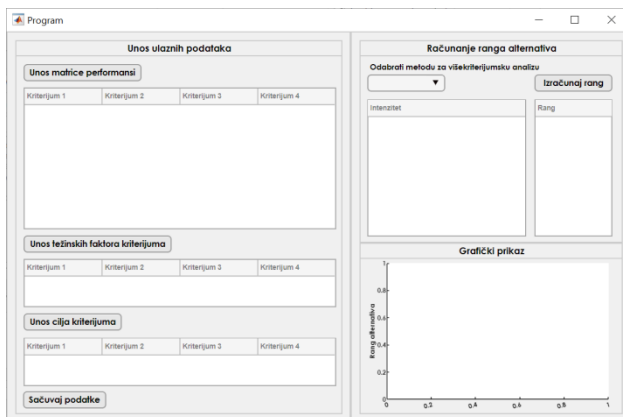 Program
Unos ulaznih podataka
Unos matrice performansi
Kriterijum 1 Kriterijum 2 Kriterijum 3 Kriterijum 4
Unos težinskih faktora kriterijuma
Kriterijum 1 Kriterijum 2 Kriterijum 3 Kriterijum 4
Unos cilja kriterijuma
Kriterijum 1 Kriterijum 2 Kriterijum 3 Kriterijum 4
Sačuvaj podatke
Računanje ranga alternativa
Odabrati metodu za višekriterijumsku analizu
Izračunaj rang
Intenzitet Rang
Grafički prikaz
Rang alternativa
1
0.8
0.6
0.4
0.2
0
0 0.2 0.4 0.6 0.8 1